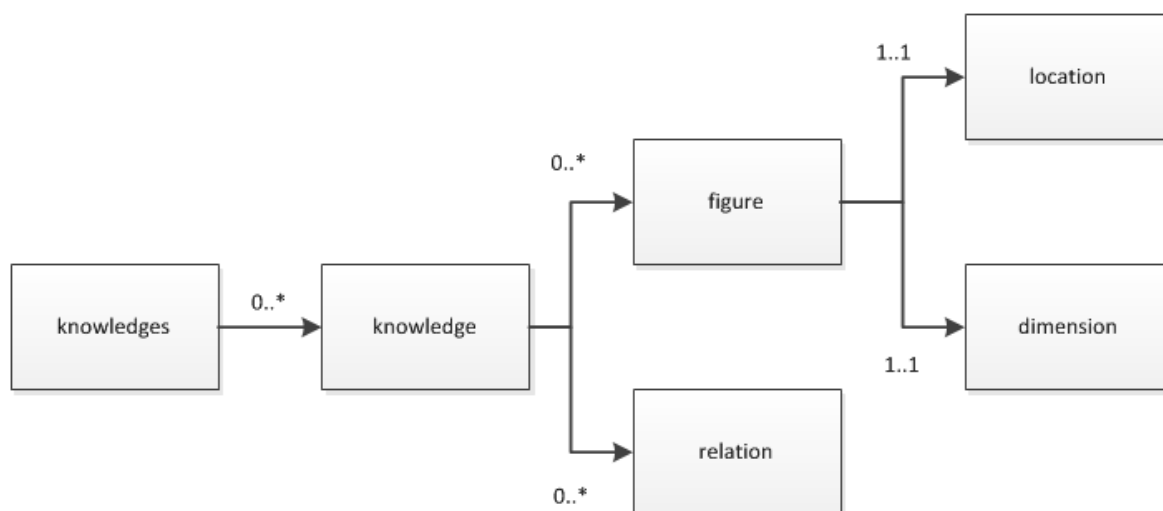 1..1
location
0..*
figure
knowledges
0..*
knowledge
dimension
1..1
relation
0..*